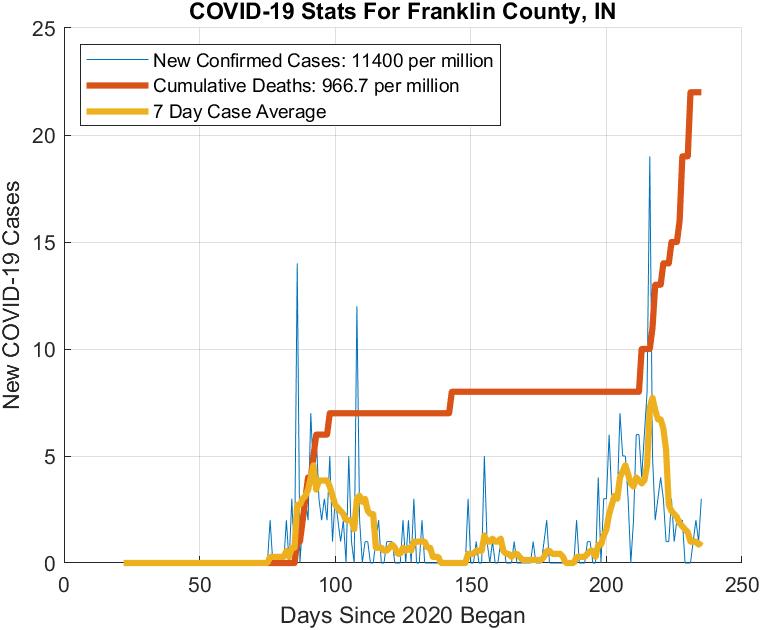 COVID-19 Stats For Franklin County, IN
New Confirmed Cases: 11400 per million
Cumulative Deaths: 966.7 per million
7 Day Case Average
New COVID-19 Cases
25
20
15
10
5
0
0 50 100 150 200 250
Days Since 2020 Began